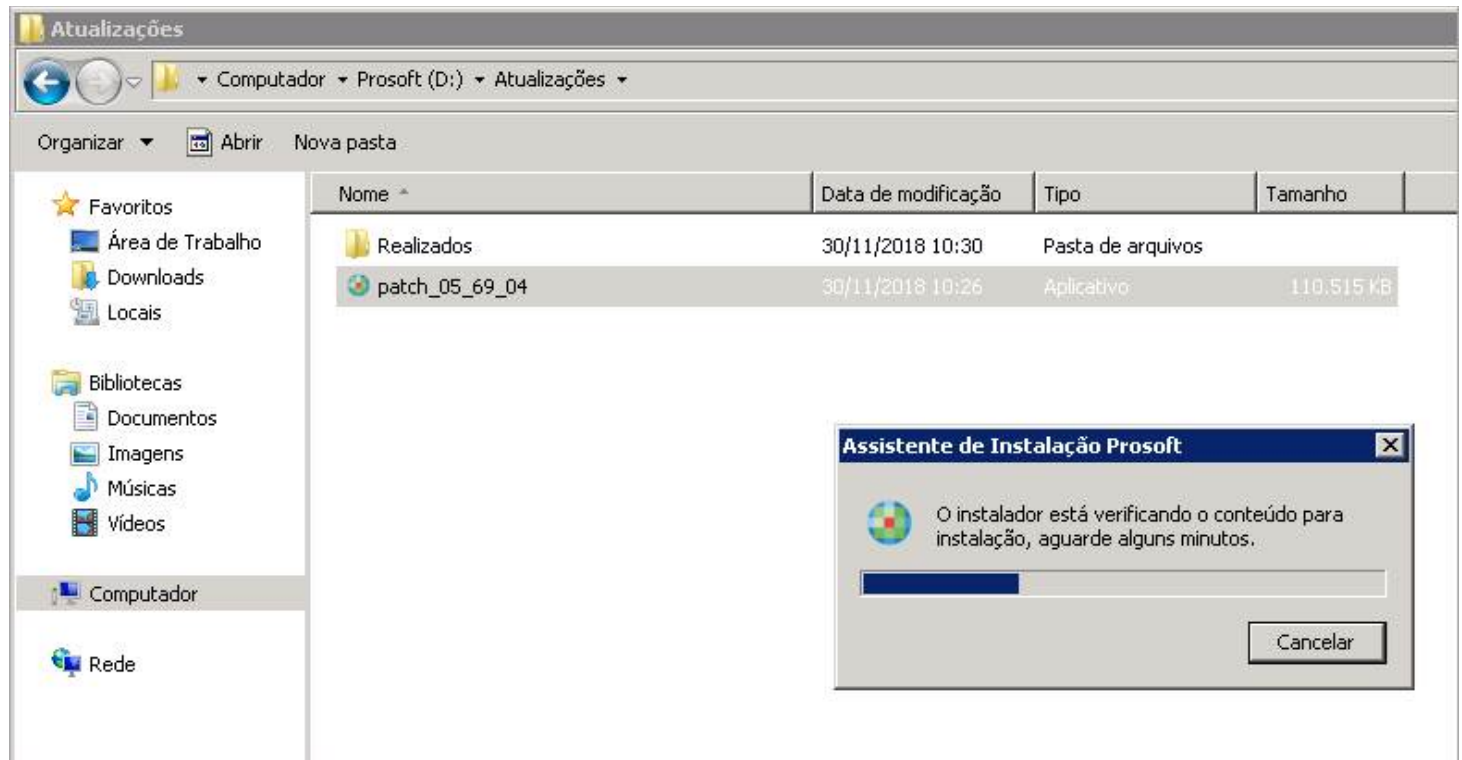 Atualizações
Computador Prosoft (D:) Atualizações
Organizar Abrir Nova pasta
Nome Data de modificação Tipo Tamanho
Favoritos
Área de Trabalho
Downloads
Locais
Bibliotecas
Documentos
Imagens
Músicas
Vídeos
Computador
Rede
Realizados 30/11/2018 10:30 Pasta de arquivos
patch_05_69_04 30/11/2018 10:26 Aplicativo 110.515 KB
Assistente de Instalação Prosoft
O instalador está verificando o conteúdo para
instalação, aguarde alguns minutos.
Cancelar